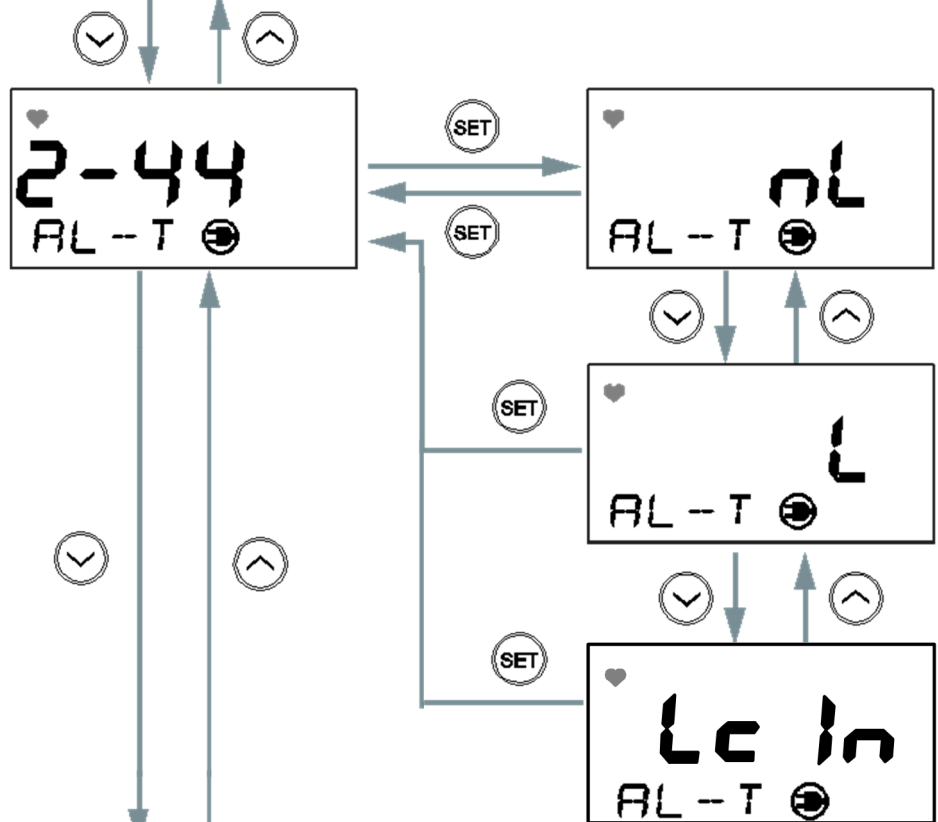 SET
2-44
AL--T
nL
AL--T
SET
SET
L
AL--T
SET
Lc In
AL--T